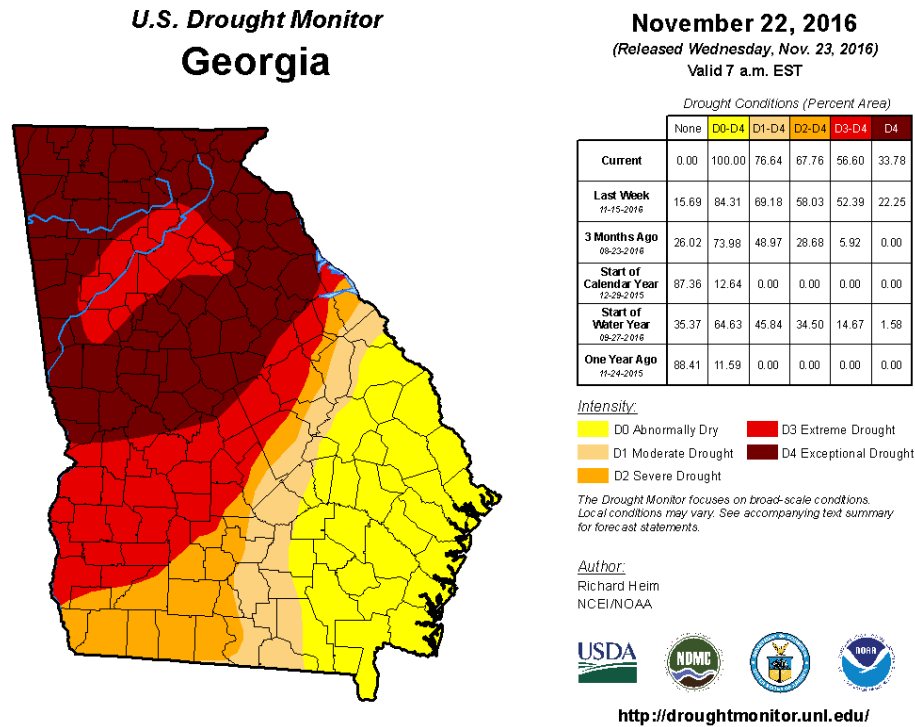 U.S. Drought Monitor
Georgia
November 22, 2016
(Released Wednesday, Nov. 23, 2016)
Valid 7 a.m. EST
Drought Conditions (Percent Area)
None D0-D4 D1-D4 D2-D4 D3-D4 D4
Current 0.00 100.00 76.64 67.76 56.60 33.78
Last Week
11-15-2016 15.69 84.31 69.18 58.03 52.39 22.25
3 Months Ago
08-23-2016 26.02 73.98 48.97 28.68 5.92 0.00
Start of
Calendar Year
12-29-2015 87.36 12.64 0.00 0.00 0.00 0.00
Start of
Water Year
09-27-2016 35.37 64.63 45.84 34.50 14.67 1.58
One Year Ago
11-24-2015 88.41 11.59 0.00 0.00 0.00 0.00
Intensity:
D0 Abnormally Dry
D1 Moderate Drought
D2 Severe Drought
D3 Extreme Drought
D4 Exceptional Drought
The Drought Monitor focuses on broad-scale conditions.
Local conditions may vary. See accompanying text summary
for forecast statements.
Author:
Richard Heim
NCEI/NOAA
USDA
NDMC
NOAA
http://droughtmonitor.unl.edu/